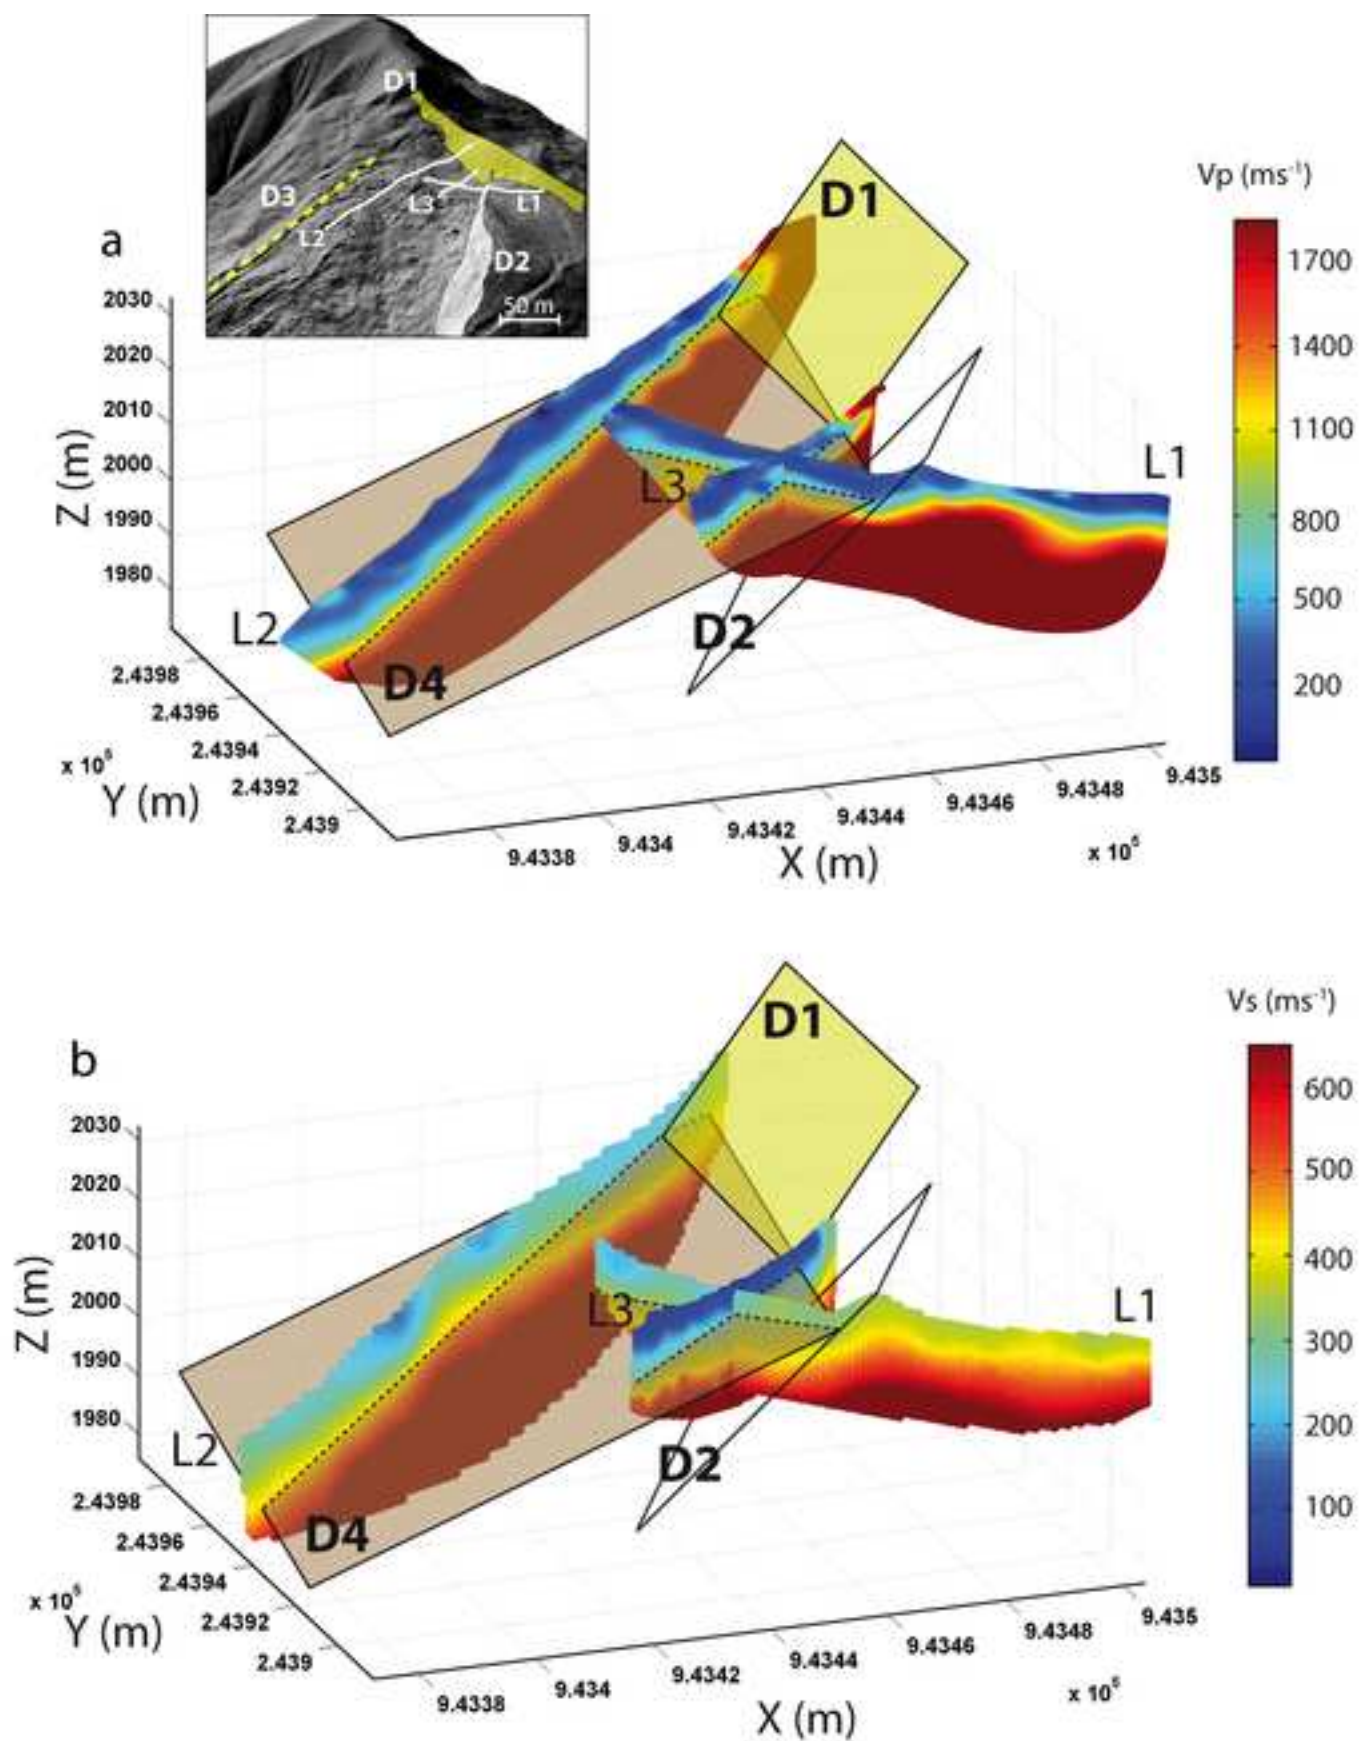 D1
D3
L3
L1
L2
D2
50 m
a
D1
Vp (ms⁻¹)
1700
1400
1100
800
500
200
2030
2020
2010
2000
1990
1980
Z (m)
L1
L3
L2
D2
D4
2.4398
2.4396
2.4394
2.4392
2.439
x 10⁵
Y (m)
9.4338
9.434
9.4342
9.4344
9.4346
9.4348
9.435
x 10⁵
X (m)
b
D1
Vs (ms⁻¹)
600
500
400
300
200
100
2030
2020
2010
2000
1990
1980
Z (m)
L3
L1
L2
D2
D4
2.4398
2.4396
2.4394
2.4392
2.439
x 10⁵
Y (m)
9.4338
9.434
9.4342
9.4344
9.4346
9.4348
9.435
x 10⁵
X (m)